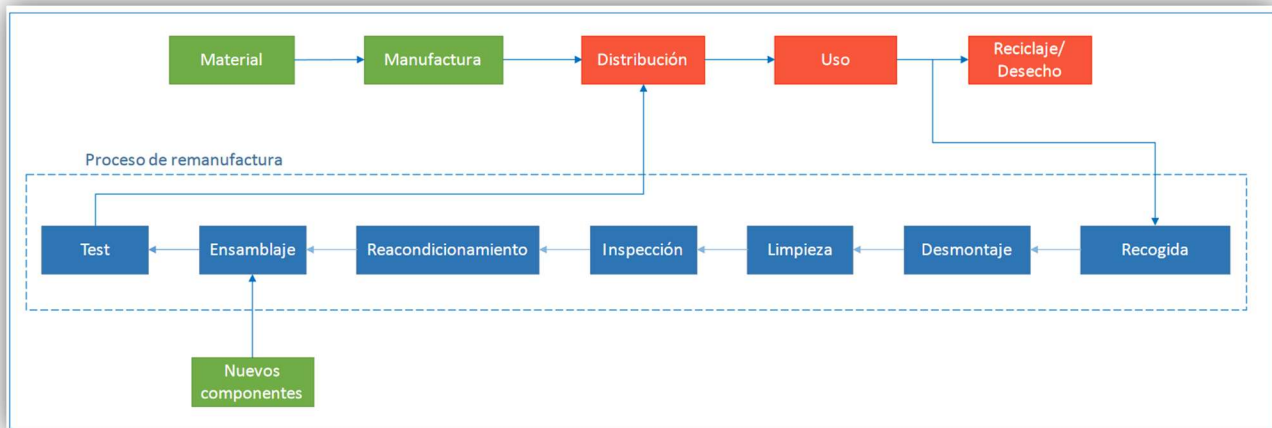 Material
Manufactura
Distribución
Uso
Reciclaje/
Desecho
Proceso de remanufactura
Test
Ensamblaje
Reacondicionamiento
Inspección
Limpieza
Desmontaje
Recogida
Nuevos
componentes